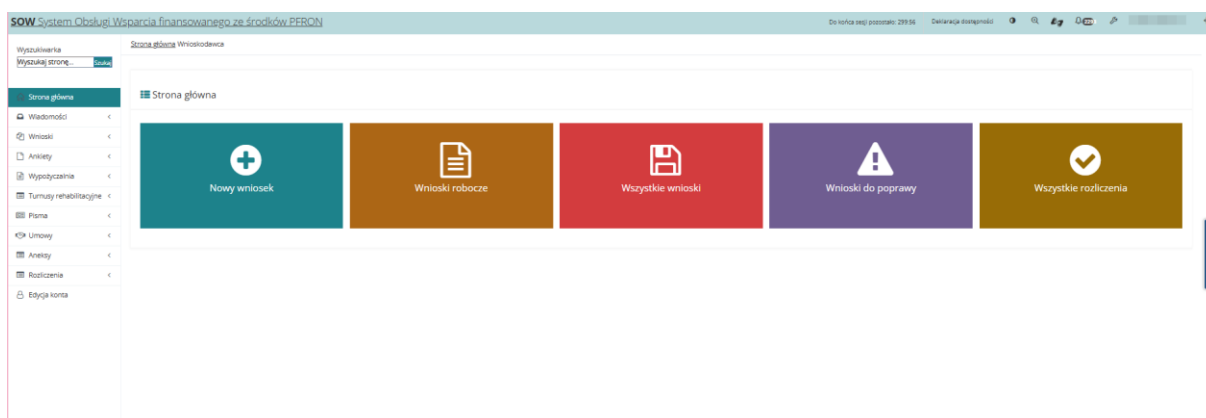 SOW System Obsługi Wsparcia finansowanego ze środków PFRON
Do końca sesji pozostało: 299:56 Deklaracja dostępności
Wyszukiwarka
Wyszukaj stronę... Szukaj
Strona główna Wnioskodawca
Strona główna
Strona główna
Wiadomości
Wnioski
Ankiety
Wypożyczalnia
Turnusy rehabilitacyjne
Pisma
Umowy
Aneksy
Rozliczenia
Edycja konta
Nowy wniosek
Wnioski robocze
Wszystkie wnioski
Wnioski do poprawy
Wszystkie rozliczenia